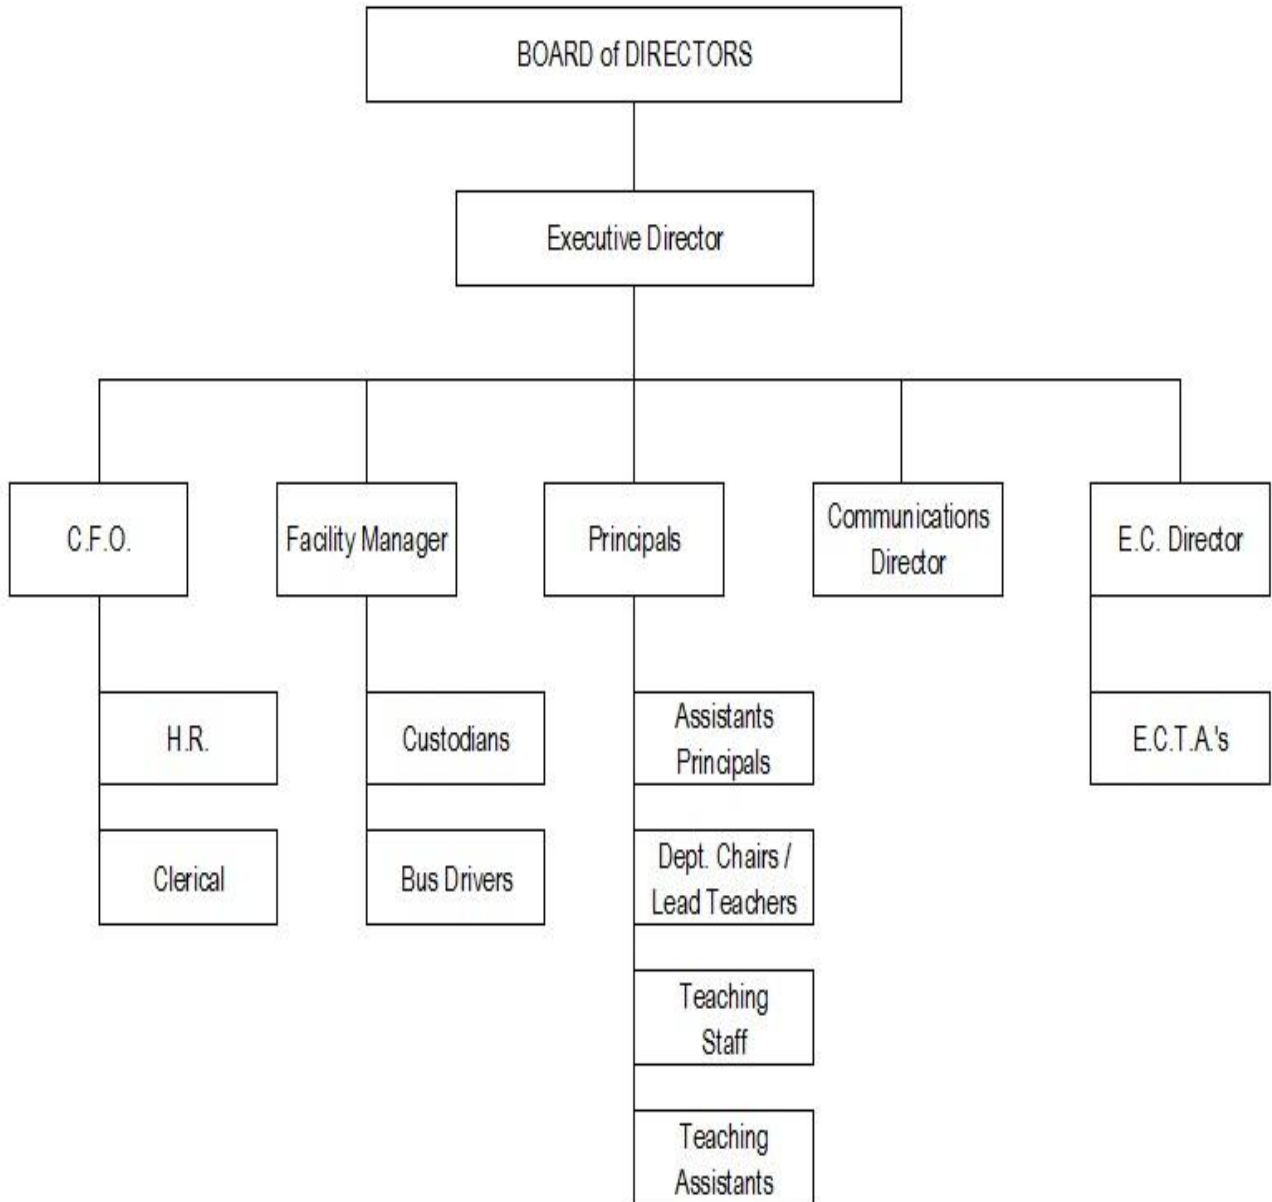 BOARD of DIRECTORS
Executive Director
C.F.O.
Facility Manager
Principals
Communications
Director
E.C. Director
H.R.
Custodians
Assistants
Principals
E.C.T.A.'s
Clerical
Bus Drivers
Dept. Chairs /
Lead Teachers
Teaching
Staff
Teaching
Assistants